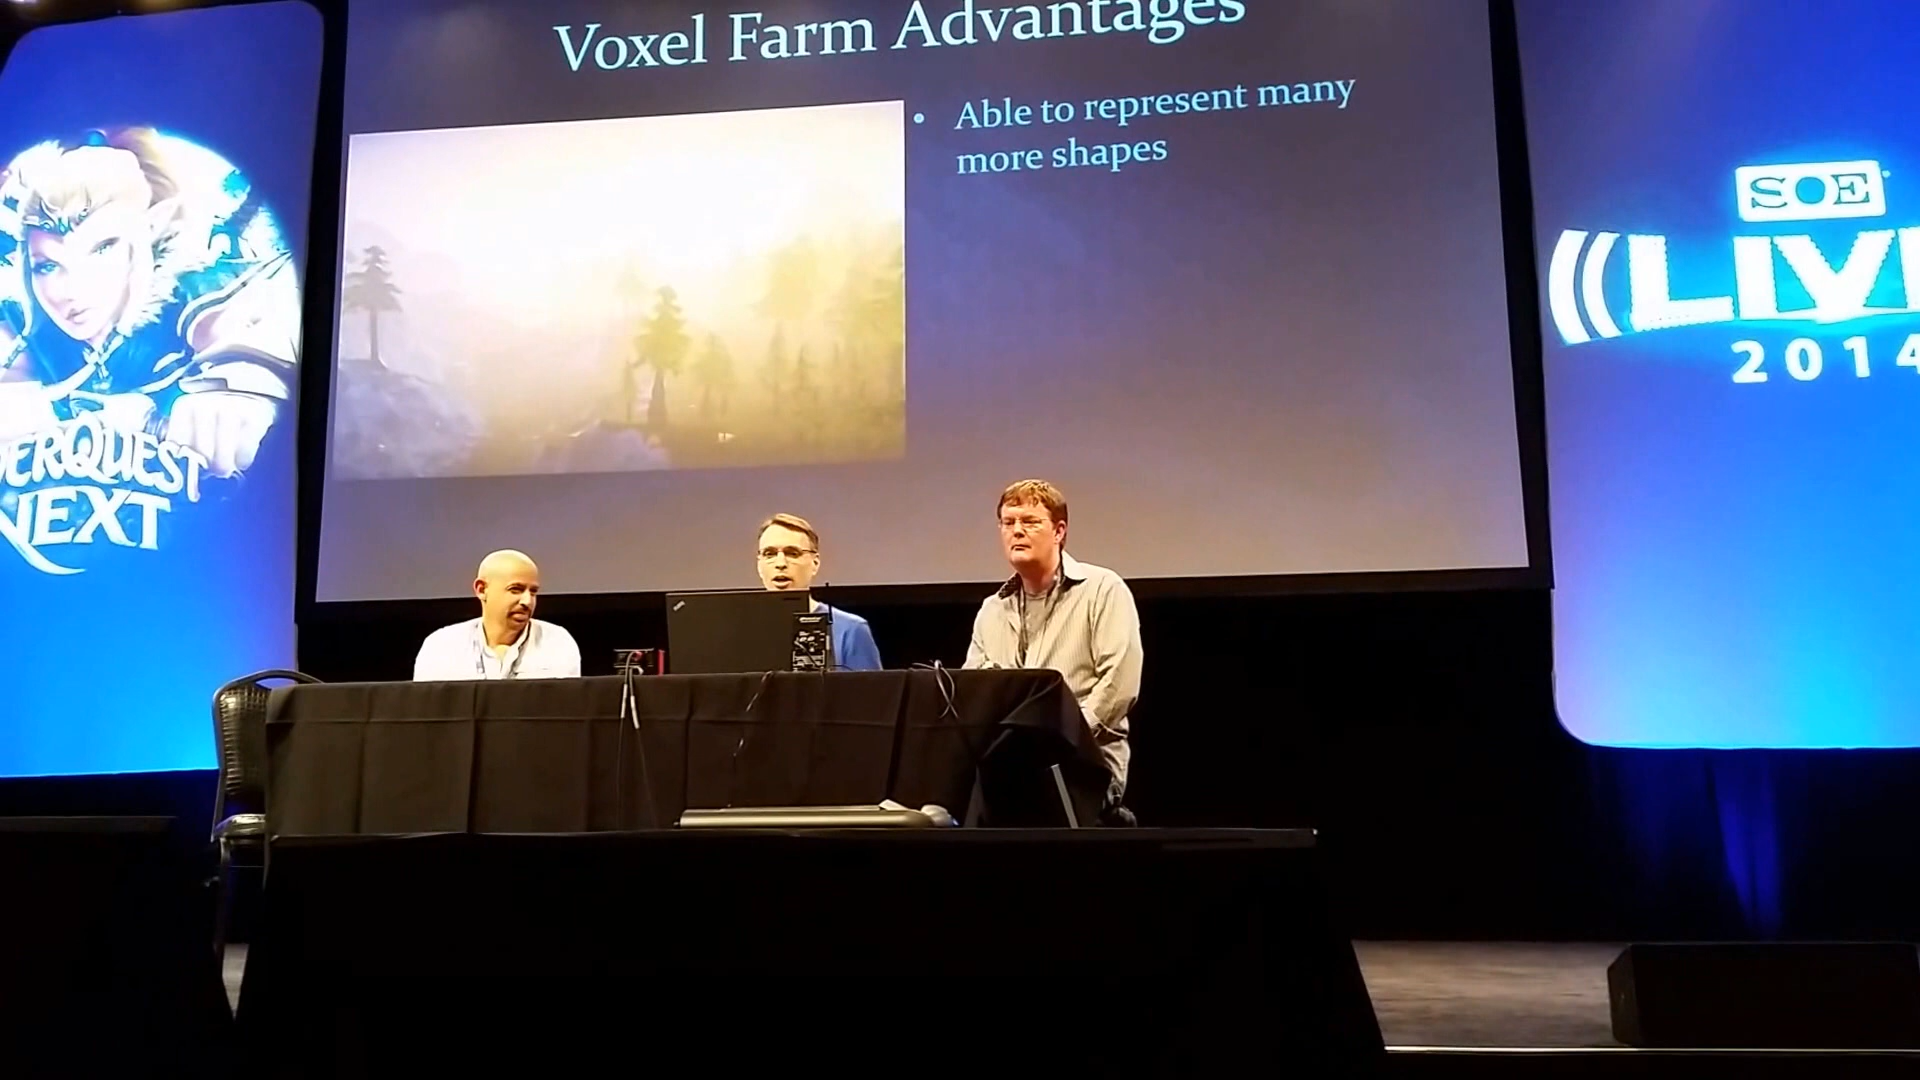 Voxel Farm Advantages
• Able to represent many
more shapes
ERQUEST
NEXT
SOE
LIV
2014